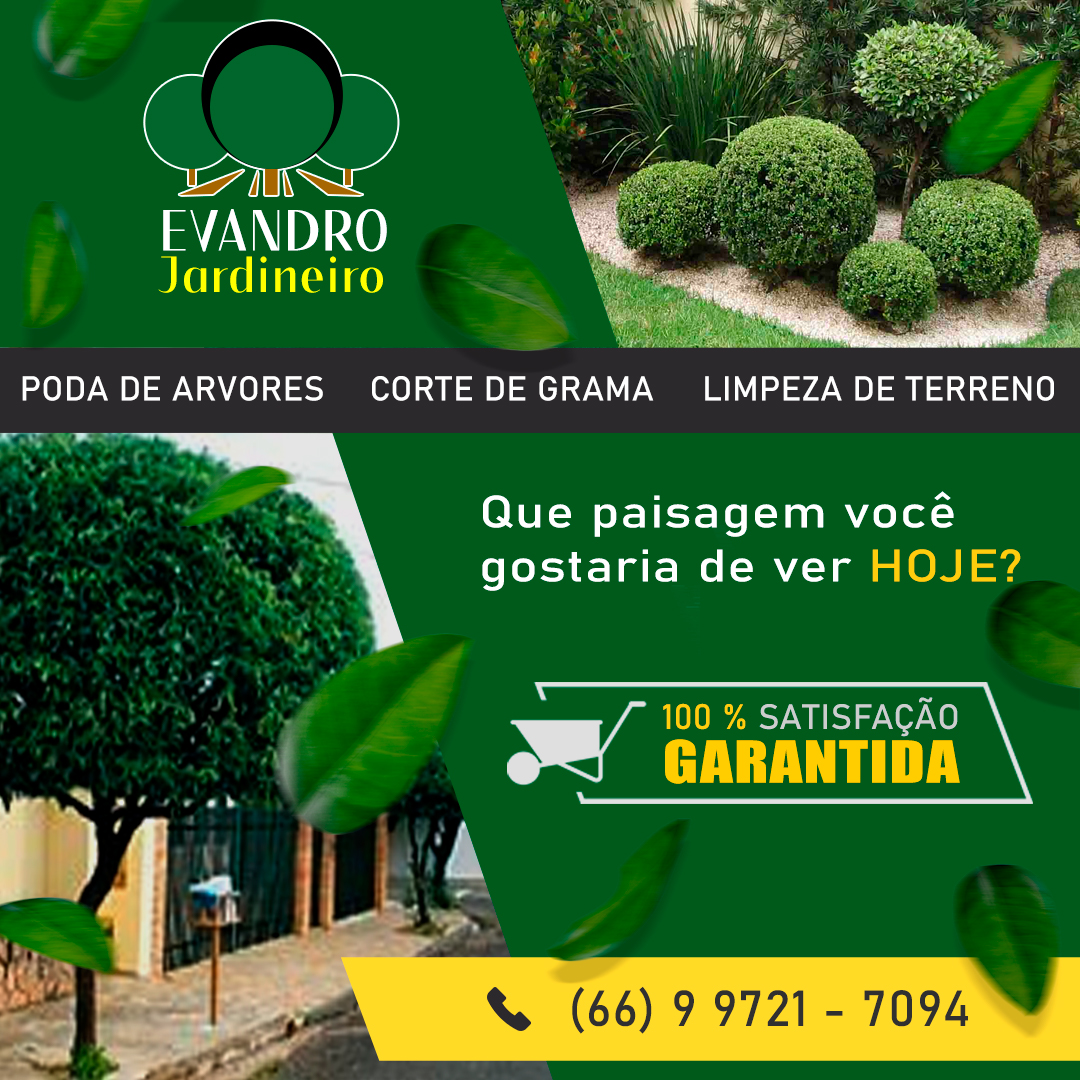 EVANDRO
Jardineiro
PODA DE ARVORES CORTE DE GRAMA LIMPEZA DE TERRENO
Que paisagem você
gostaria de ver HOJE?
100 % SATISFAÇÃO
GARANTIDA
(66) 9 9721 - 7094